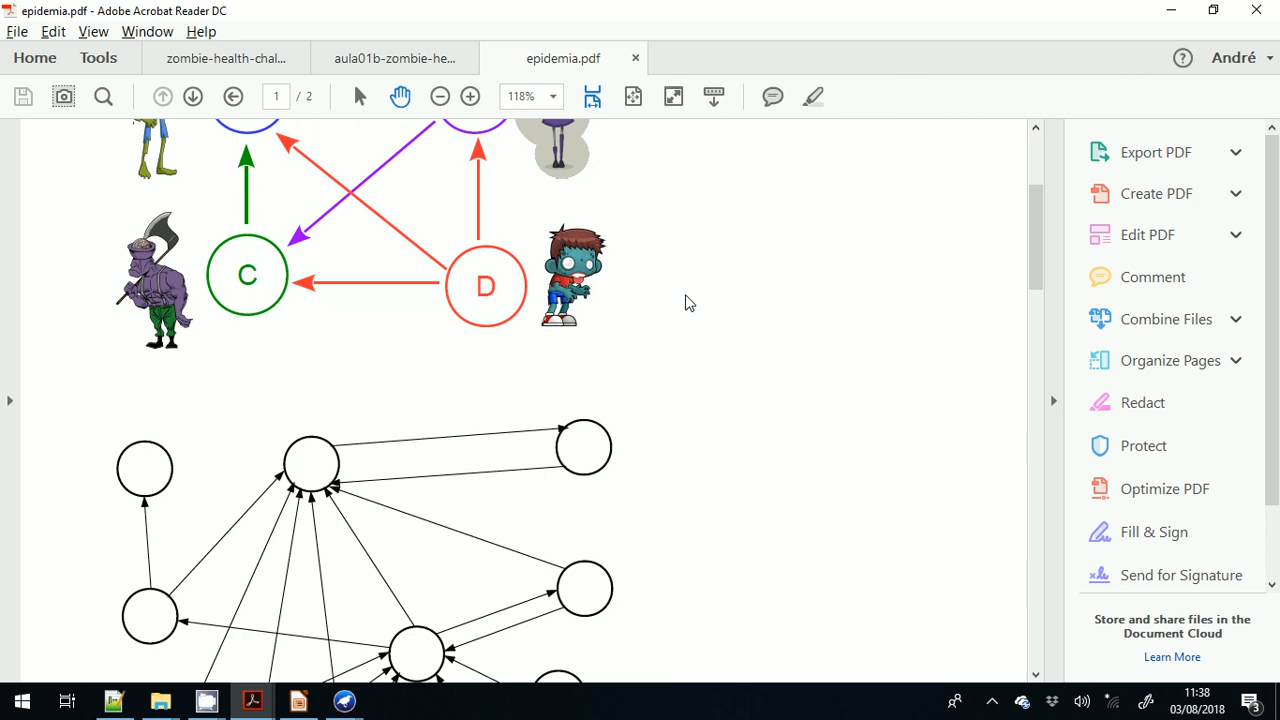 epidemia.pdf - Adobe Acrobat Reader DC
File Edit View Window Help
Home Tools zombie-health-chal... aula01b-zombie-he... epidemia.pdf × ? André
1 / 2 118%
Export PDF
Create PDF
Edit PDF
Comment
Combine Files
Organize Pages
Redact
Protect
Optimize PDF
Fill & Sign
Send for Signature
Store and share files in the
Document Cloud
Learn More
C
D
11:38
03/08/2018
3